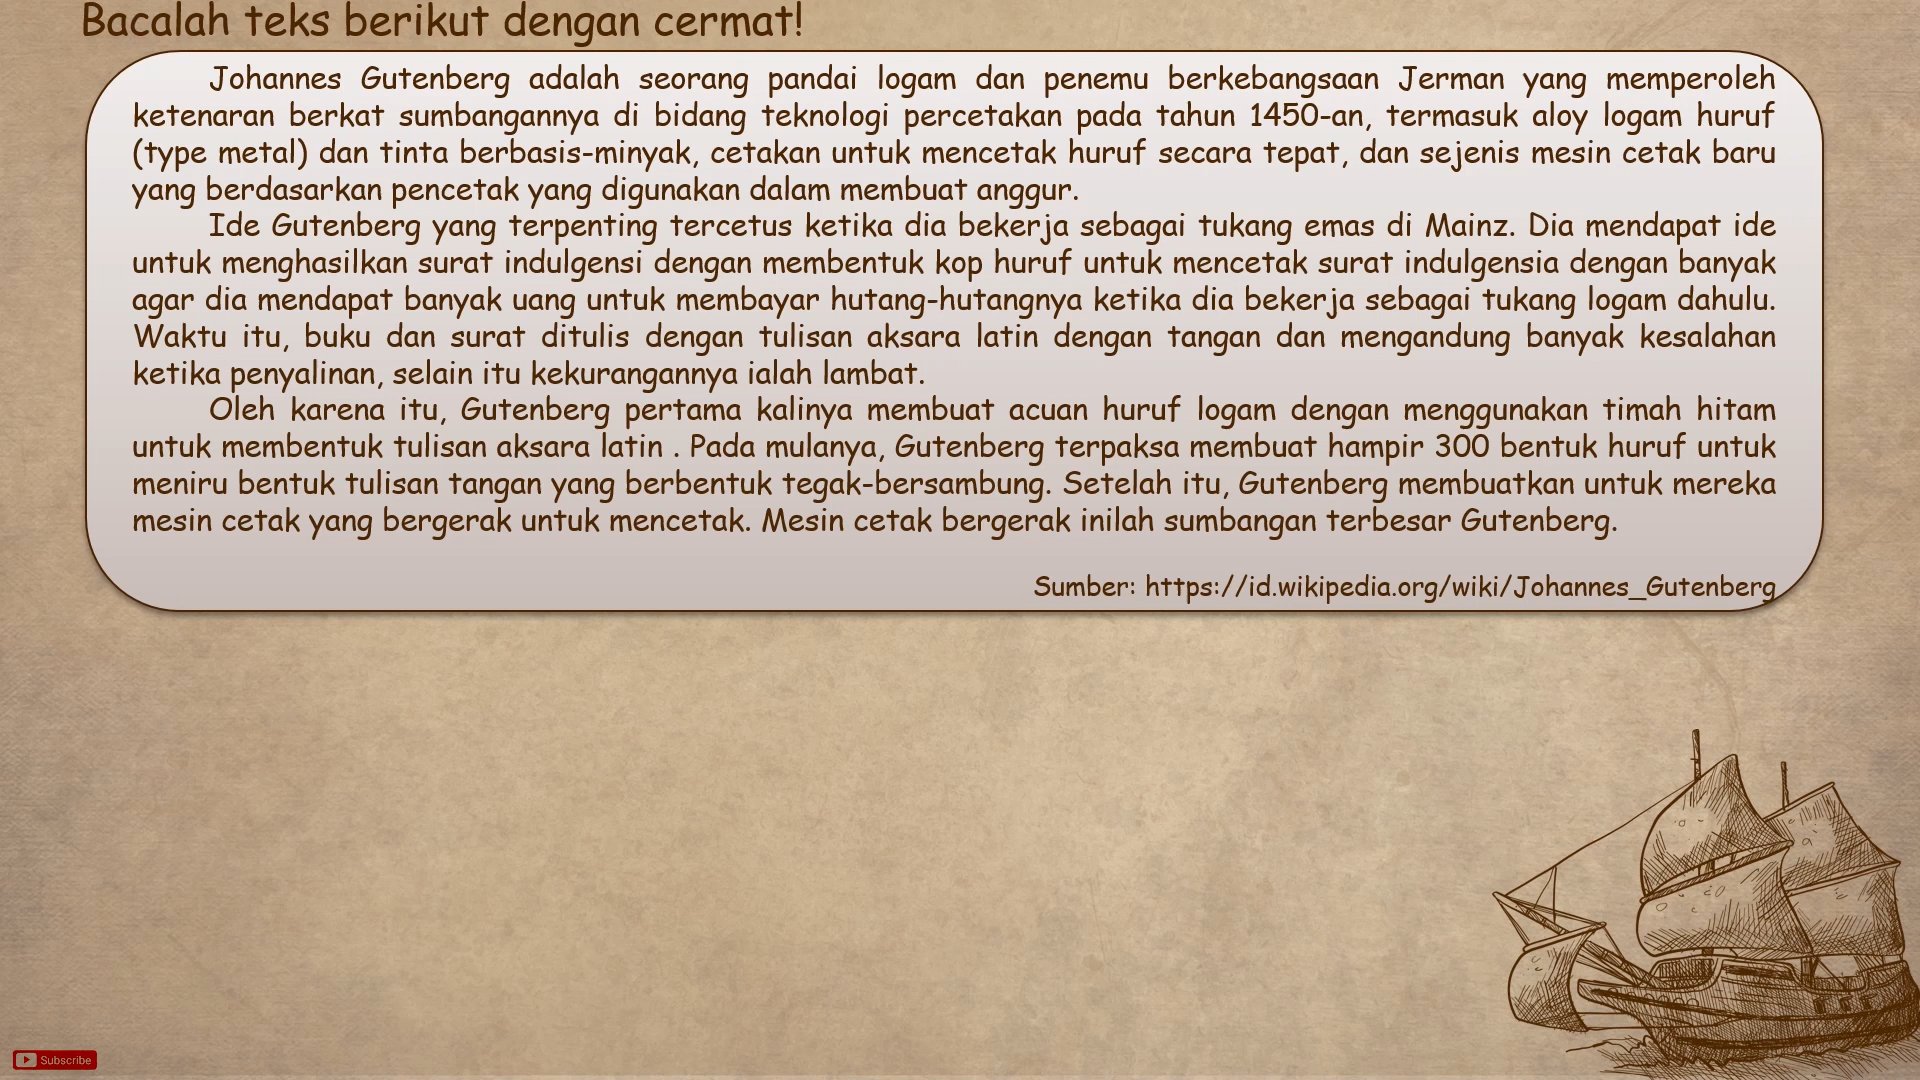 Bacalah teks berikut dengan cermat!
Johannes Gutenberg adalah seorang pandai logam dan penemu berkebangsaan Jerman yang memperoleh
ketenaran berkat sumbangannya di bidang teknologi percetakan pada tahun 1450-an, termasuk aloy logam huruf
(type metal) dan tinta berbasis-minyak, cetakan untuk mencetak huruf secara tepat, dan sejenis mesin cetak baru
yang berdasarkan pencetak yang digunakan dalam membuat anggur.
Ide Gutenberg yang terpenting tercetus ketika dia bekerja sebagai tukang emas di Mainz. Dia mendapat ide
untuk menghasilkan surat indulgensi dengan membentuk kop huruf untuk mencetak surat indulgensia dengan banyak
agar dia mendapat banyak uang untuk membayar hutang-hutangnya ketika dia bekerja sebagai tukang logam dahulu.
Waktu itu, buku dan surat ditulis dengan tulisan aksara latin dengan tangan dan mengandung banyak kesalahan
ketika penyalinan, selain itu kekurangannya ialah lambat.
Oleh karena itu, Gutenberg pertama kalinya membuat acuan huruf logam dengan menggunakan timah hitam
untuk membentuk tulisan aksara latin . Pada mulanya, Gutenberg terpaksa membuat hampir 300 bentuk huruf untuk
meniru bentuk tulisan tangan yang berbentuk tegak-bersambung. Setelah itu, Gutenberg membuatkan untuk mereka
mesin cetak yang bergerak untuk mencetak. Mesin cetak bergerak inilah sumbangan terbesar Gutenberg.
Sumber: https://id.wikipedia.org/wiki/Johannes_Gutenberg
Subscribe